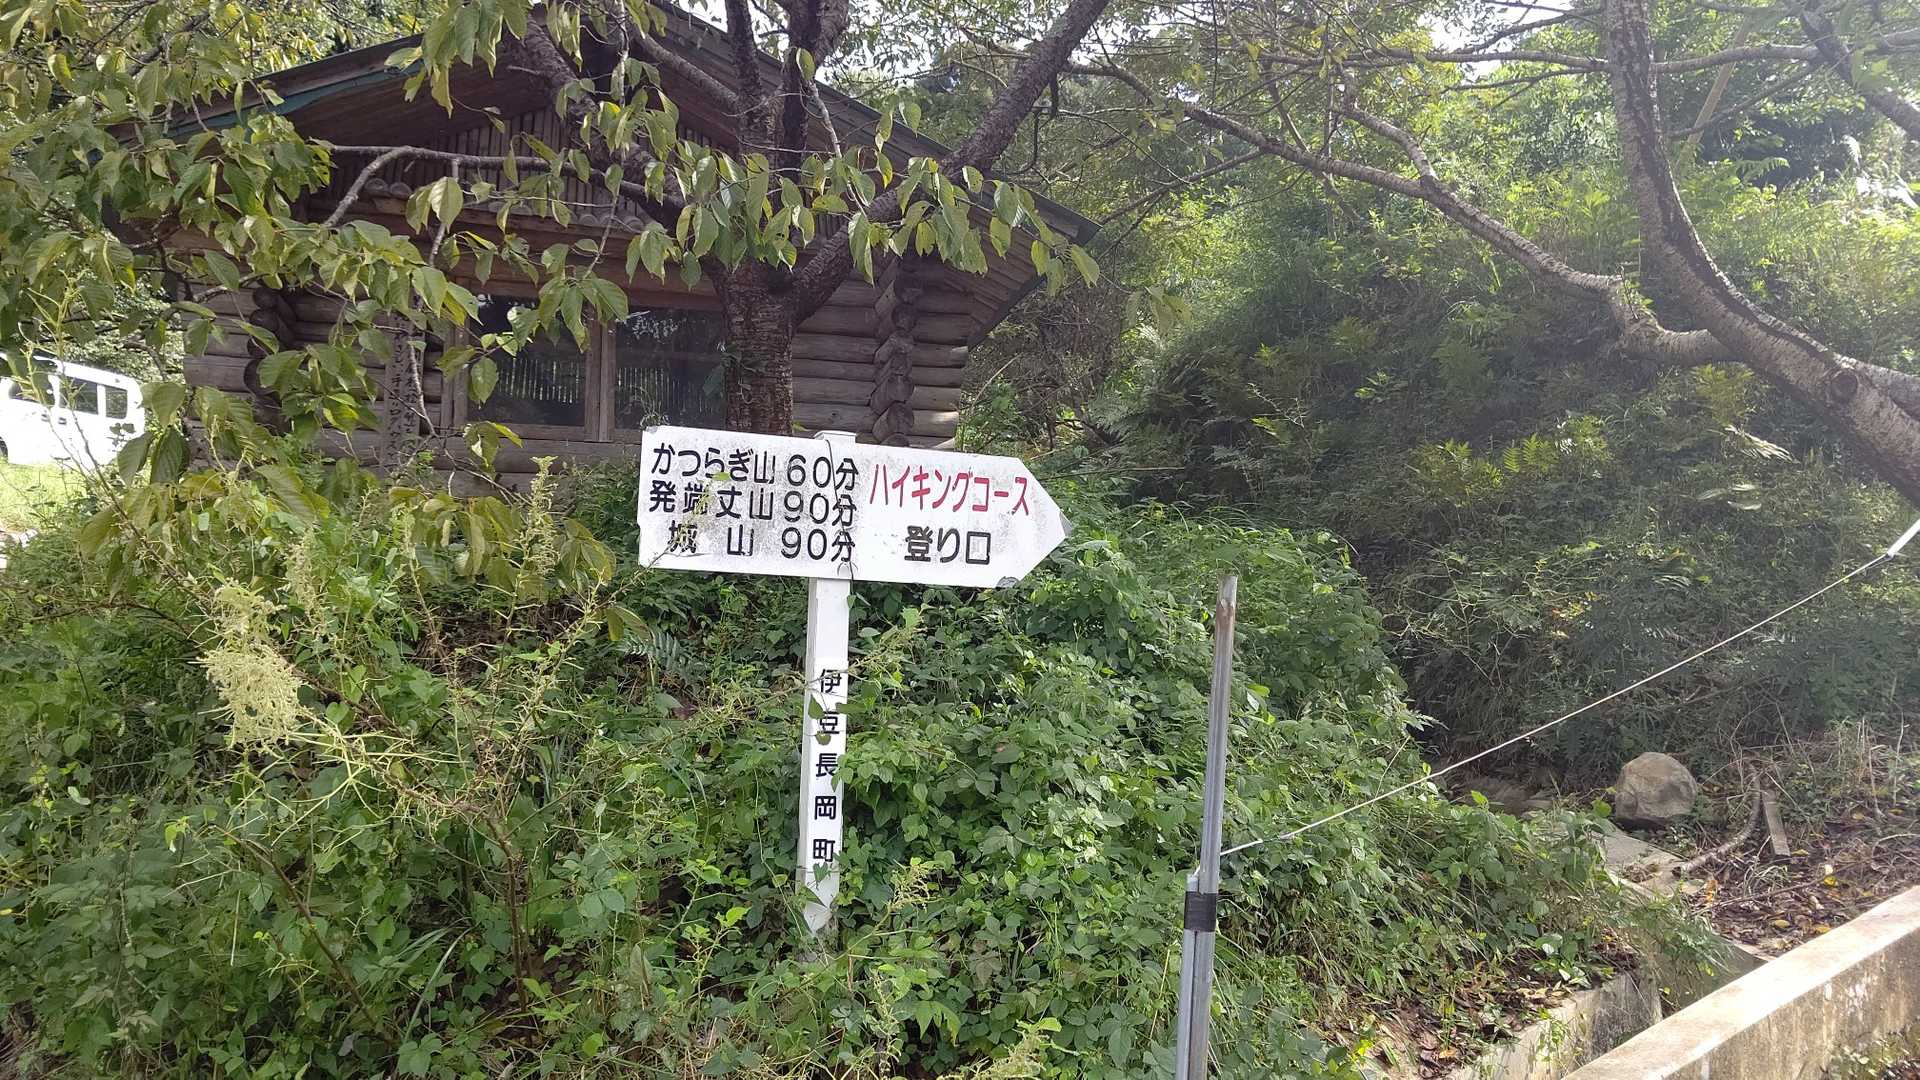 かつらぎ山 60分
発端丈山 90分
城山 90分
ハイキングコース
登り口
伊豆長岡町